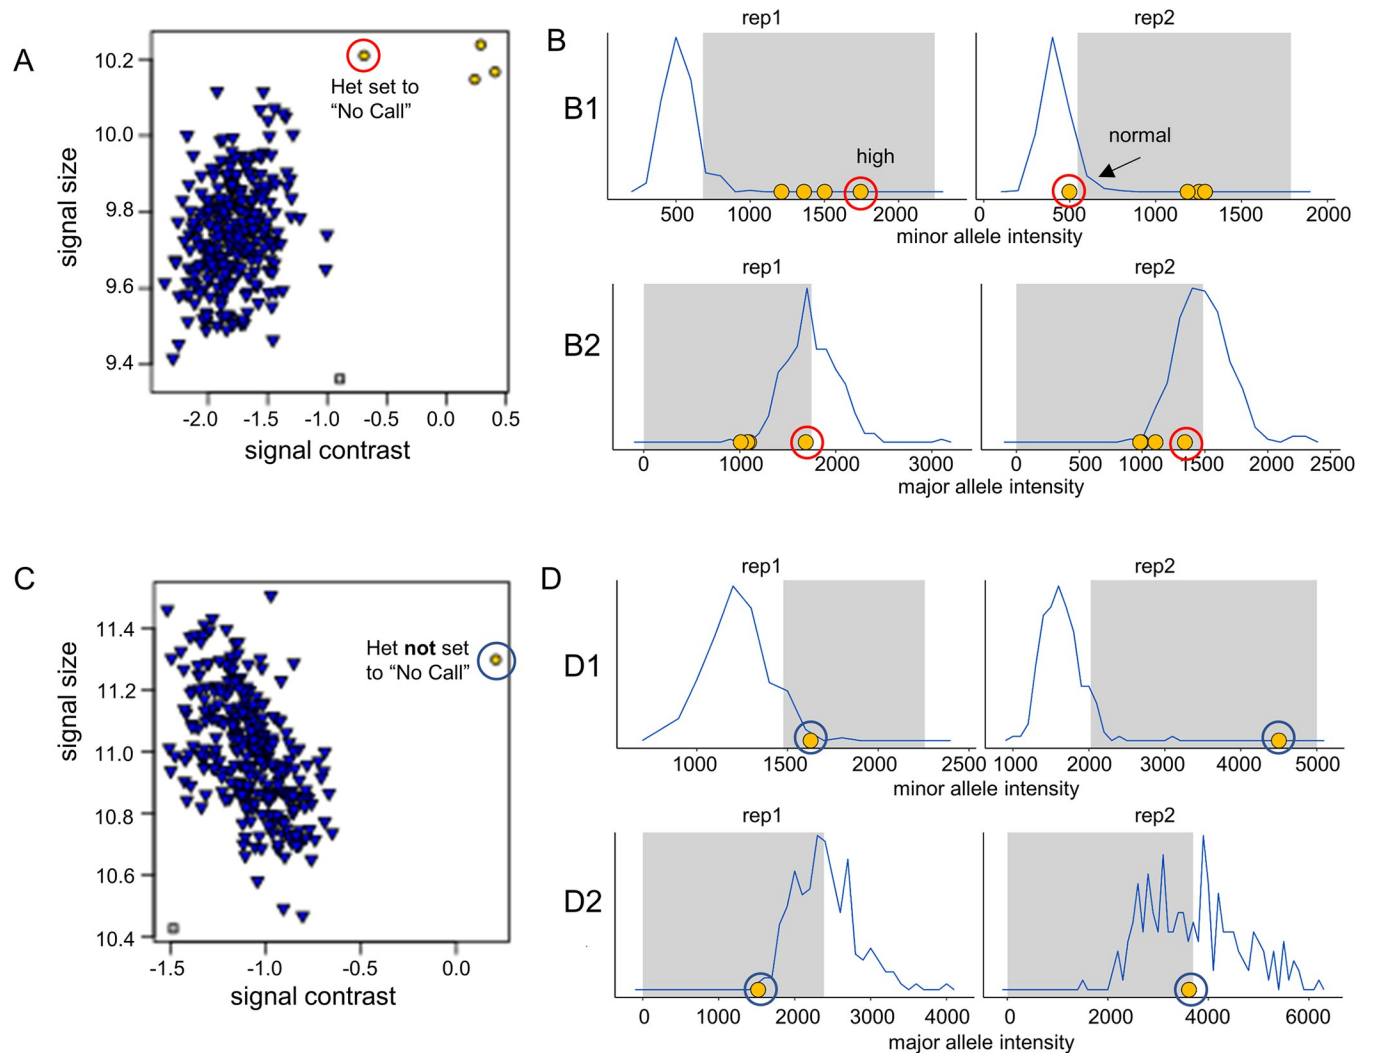 A
signal size
10.2
10.0
9.8
9.6
9.4
Het set to
“No Call”
-2.0 -1.5 -1.0 -0.5 0.0 0.5
signal contrast
B
rep1 rep2
B1
high
normal
500 1000 1500 2000
0 500 1000 1500 2000
minor allele intensity
rep1 rep2
B2
0 1000 2000 3000
0 500 1000 1500 2000 2500
major allele intensity
C
signal size
11.4
11.2
11.0
10.8
10.6
10.4
Het not set
to “No Call”
-1.5 -1.0 -0.5 0.0
signal contrast
D
rep1 rep2
D1
1000 1500 2000 2500
1000 2000 3000 4000 5000
minor allele intensity
rep1 rep2
D2
0 1000 2000 3000 4000
0 2000 4000 6000
major allele intensity